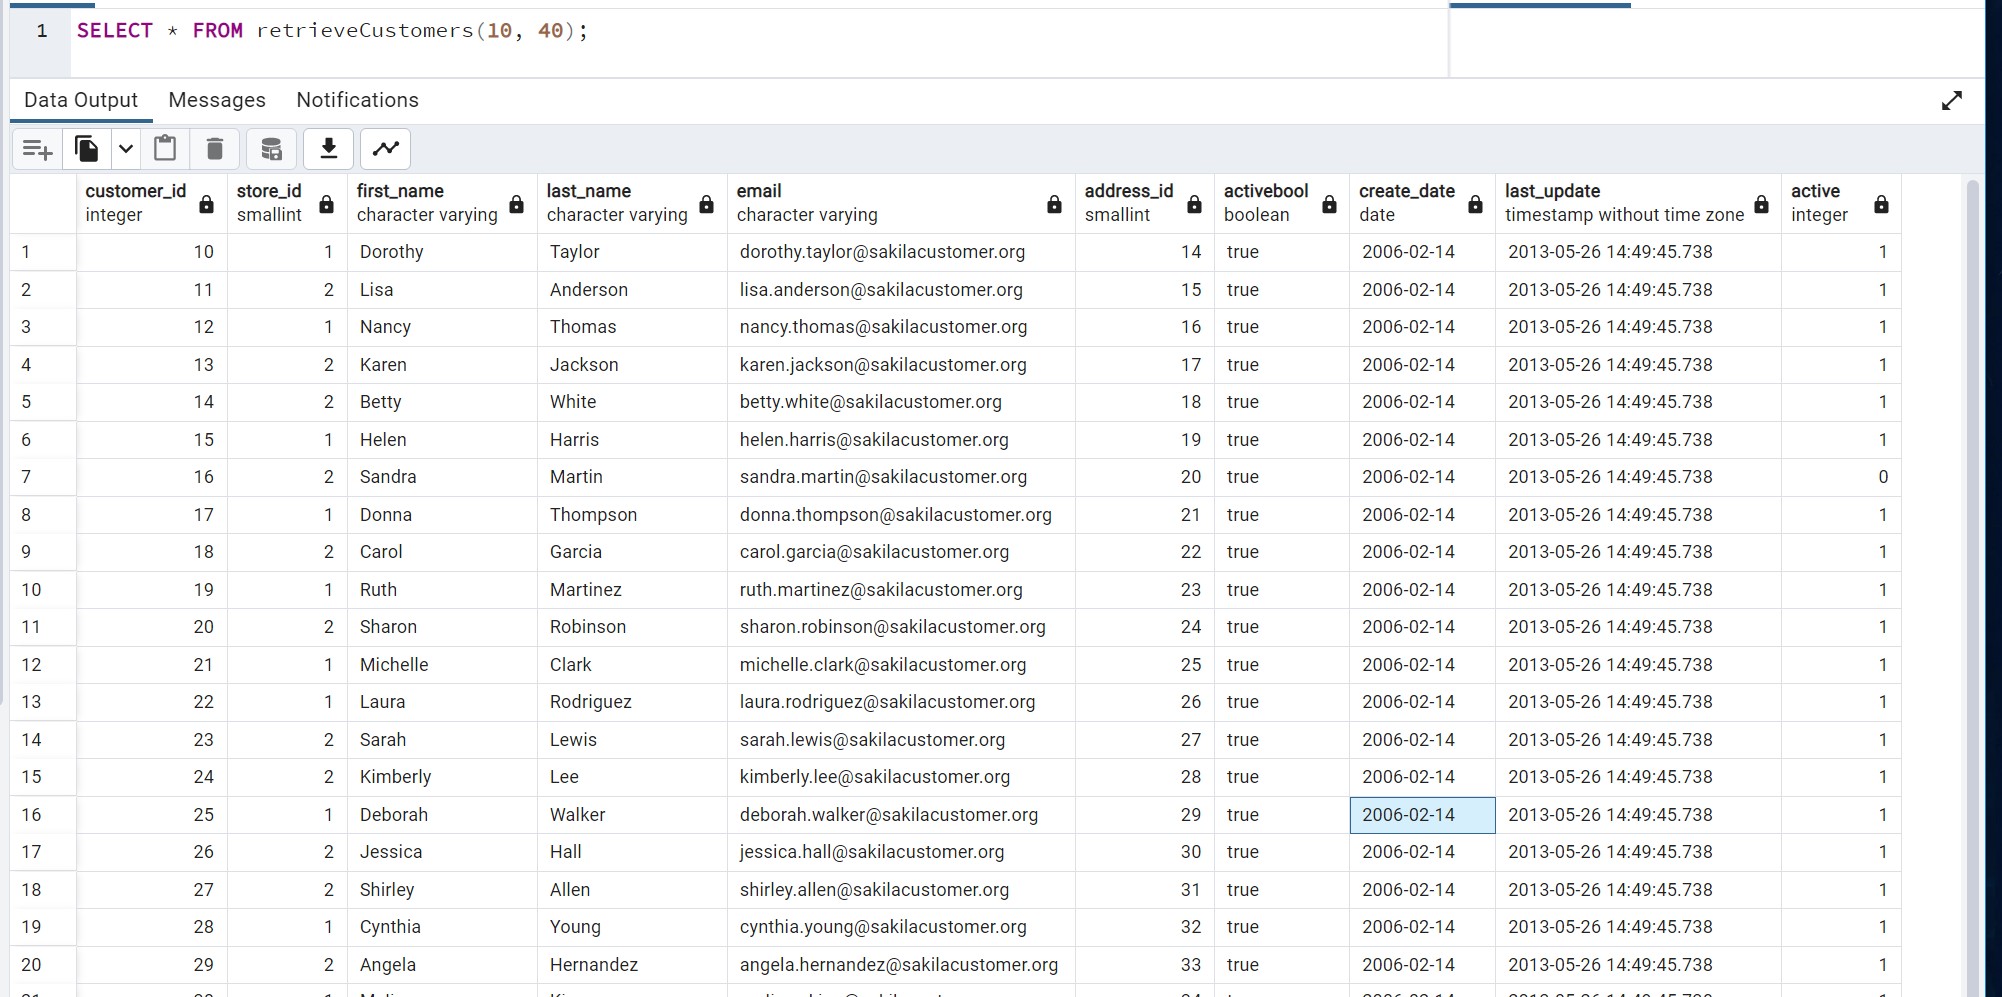 1 SELECT * FROM retrieveCustomers(10, 40);
Data Output Messages Notifications
customer_id store_id first_name last_name email address_id activebool create_date last_update active
integer smallint character varying character varying character varying smallint boolean date timestamp without time zone integer
1 10 1 Dorothy Taylor dorothy.taylor@sakilacustomer.org 14 true 2006-02-14 2013-05-26 14:49:45.738 1
2 11 2 Lisa Anderson lisa.anderson@sakilacustomer.org 15 true 2006-02-14 2013-05-26 14:49:45.738 1
3 12 1 Nancy Thomas nancy.thomas@sakilacustomer.org 16 true 2006-02-14 2013-05-26 14:49:45.738 1
4 13 2 Karen Jackson karen.jackson@sakilacustomer.org 17 true 2006-02-14 2013-05-26 14:49:45.738 1
5 14 2 Betty White betty.white@sakilacustomer.org 18 true 2006-02-14 2013-05-26 14:49:45.738 1
6 15 1 Helen Harris helen.harris@sakilacustomer.org 19 true 2006-02-14 2013-05-26 14:49:45.738 1
7 16 2 Sandra Martin sandra.martin@sakilacustomer.org 20 true 2006-02-14 2013-05-26 14:49:45.738 0
8 17 1 Donna Thompson donna.thompson@sakilacustomer.org 21 true 2006-02-14 2013-05-26 14:49:45.738 1
9 18 2 Carol Garcia carol.garcia@sakilacustomer.org 22 true 2006-02-14 2013-05-26 14:49:45.738 1
10 19 1 Ruth Martinez ruth.martinez@sakilacustomer.org 23 true 2006-02-14 2013-05-26 14:49:45.738 1
11 20 2 Sharon Robinson sharon.robinson@sakilacustomer.org 24 true 2006-02-14 2013-05-26 14:49:45.738 1
12 21 1 Michelle Clark michelle.clark@sakilacustomer.org 25 true 2006-02-14 2013-05-26 14:49:45.738 1
13 22 1 Laura Rodriguez laura.rodriguez@sakilacustomer.org 26 true 2006-02-14 2013-05-26 14:49:45.738 1
14 23 2 Sarah Lewis sarah.lewis@sakilacustomer.org 27 true 2006-02-14 2013-05-26 14:49:45.738 1
15 24 2 Kimberly Lee kimberly.lee@sakilacustomer.org 28 true 2006-02-14 2013-05-26 14:49:45.738 1
16 25 1 Deborah Walker deborah.walker@sakilacustomer.org 29 true 2006-02-14 2013-05-26 14:49:45.738 1
17 26 2 Jessica Hall jessica.hall@sakilacustomer.org 30 true 2006-02-14 2013-05-26 14:49:45.738 1
18 27 2 Shirley Allen shirley.allen@sakilacustomer.org 31 true 2006-02-14 2013-05-26 14:49:45.738 1
19 28 1 Cynthia Young cynthia.young@sakilacustomer.org 32 true 2006-02-14 2013-05-26 14:49:45.738 1
20 29 2 Angela Hernandez angela.hernandez@sakilacustomer.org 33 true 2006-02-14 2013-05-26 14:49:45.738 1